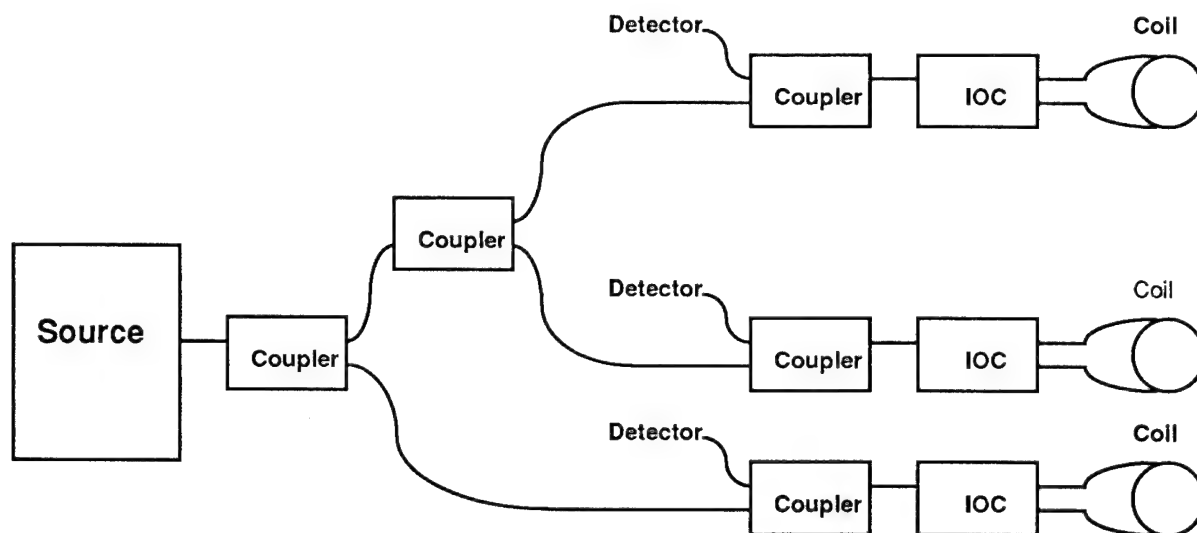 Detector
Coil
Coupler
IOC
Coupler
Source
Coupler
Detector
Coil
Coupler
IOC
Detector
Coil
Coupler
IOC